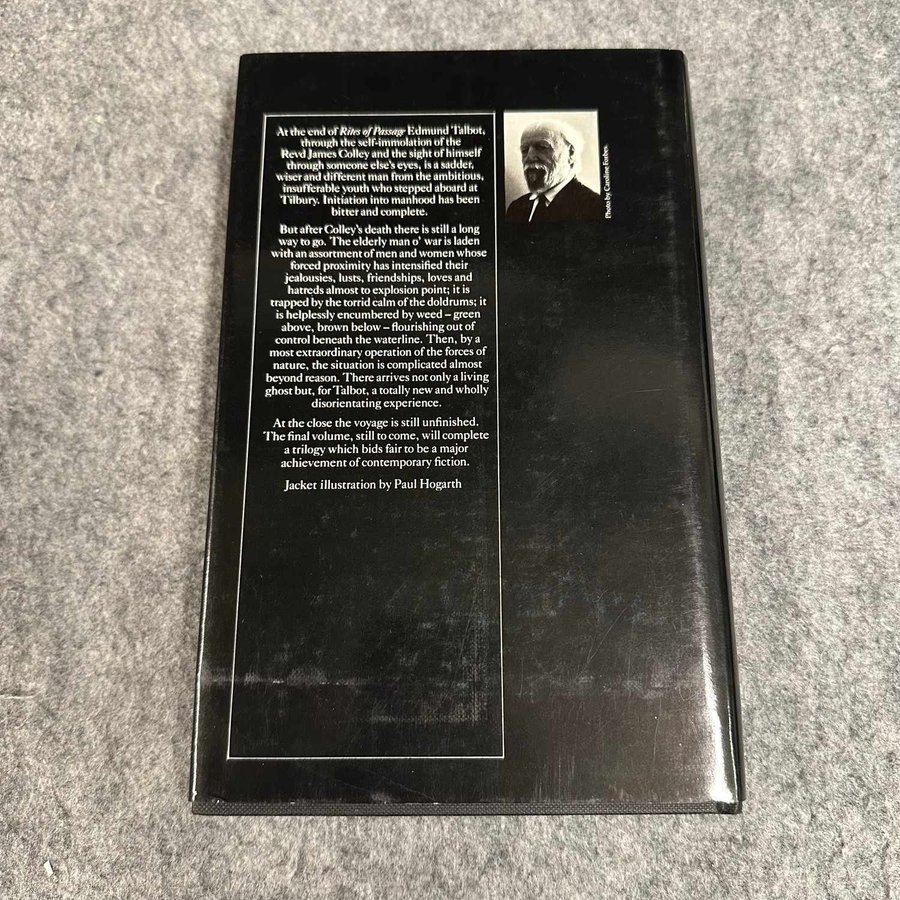 At the end of Rites of Passage Edmund Talbot,
through the self-immolation of the
Revd James Colley and the sight of himself
through someone else's eyes, is a sadder,
wiser and different man from the ambitious,
insufferable youth who stepped aboard at
Tilbury. Initiation into manhood has been
bitter and complete.
But after Colley's death there is still a long
way to go. The elderly man o' war is laden
with an assortment of men and women whose
forced proximity has intensified their
jealousies, lusts, friendships, loves and
hatreds almost to explosion point; it is
trapped by the torrid calm of the doldrums; it
is helplessly encumbered by weed – green
above, brown below – flourishing out of
control beneath the waterline. Then, by a
most extraordinary operation of the forces of
nature, the situation is complicated almost
beyond reason. There arrives not only a living
ghost but, for Talbot, a totally new and wholly
disorientating experience.
At the close the voyage is still unfinished.
The final volume, still to come, will complete
a trilogy which bids fair to be a major
achievement of contemporary fiction.
Jacket illustration by Paul Hogarth
Photo by Caroline Forbes